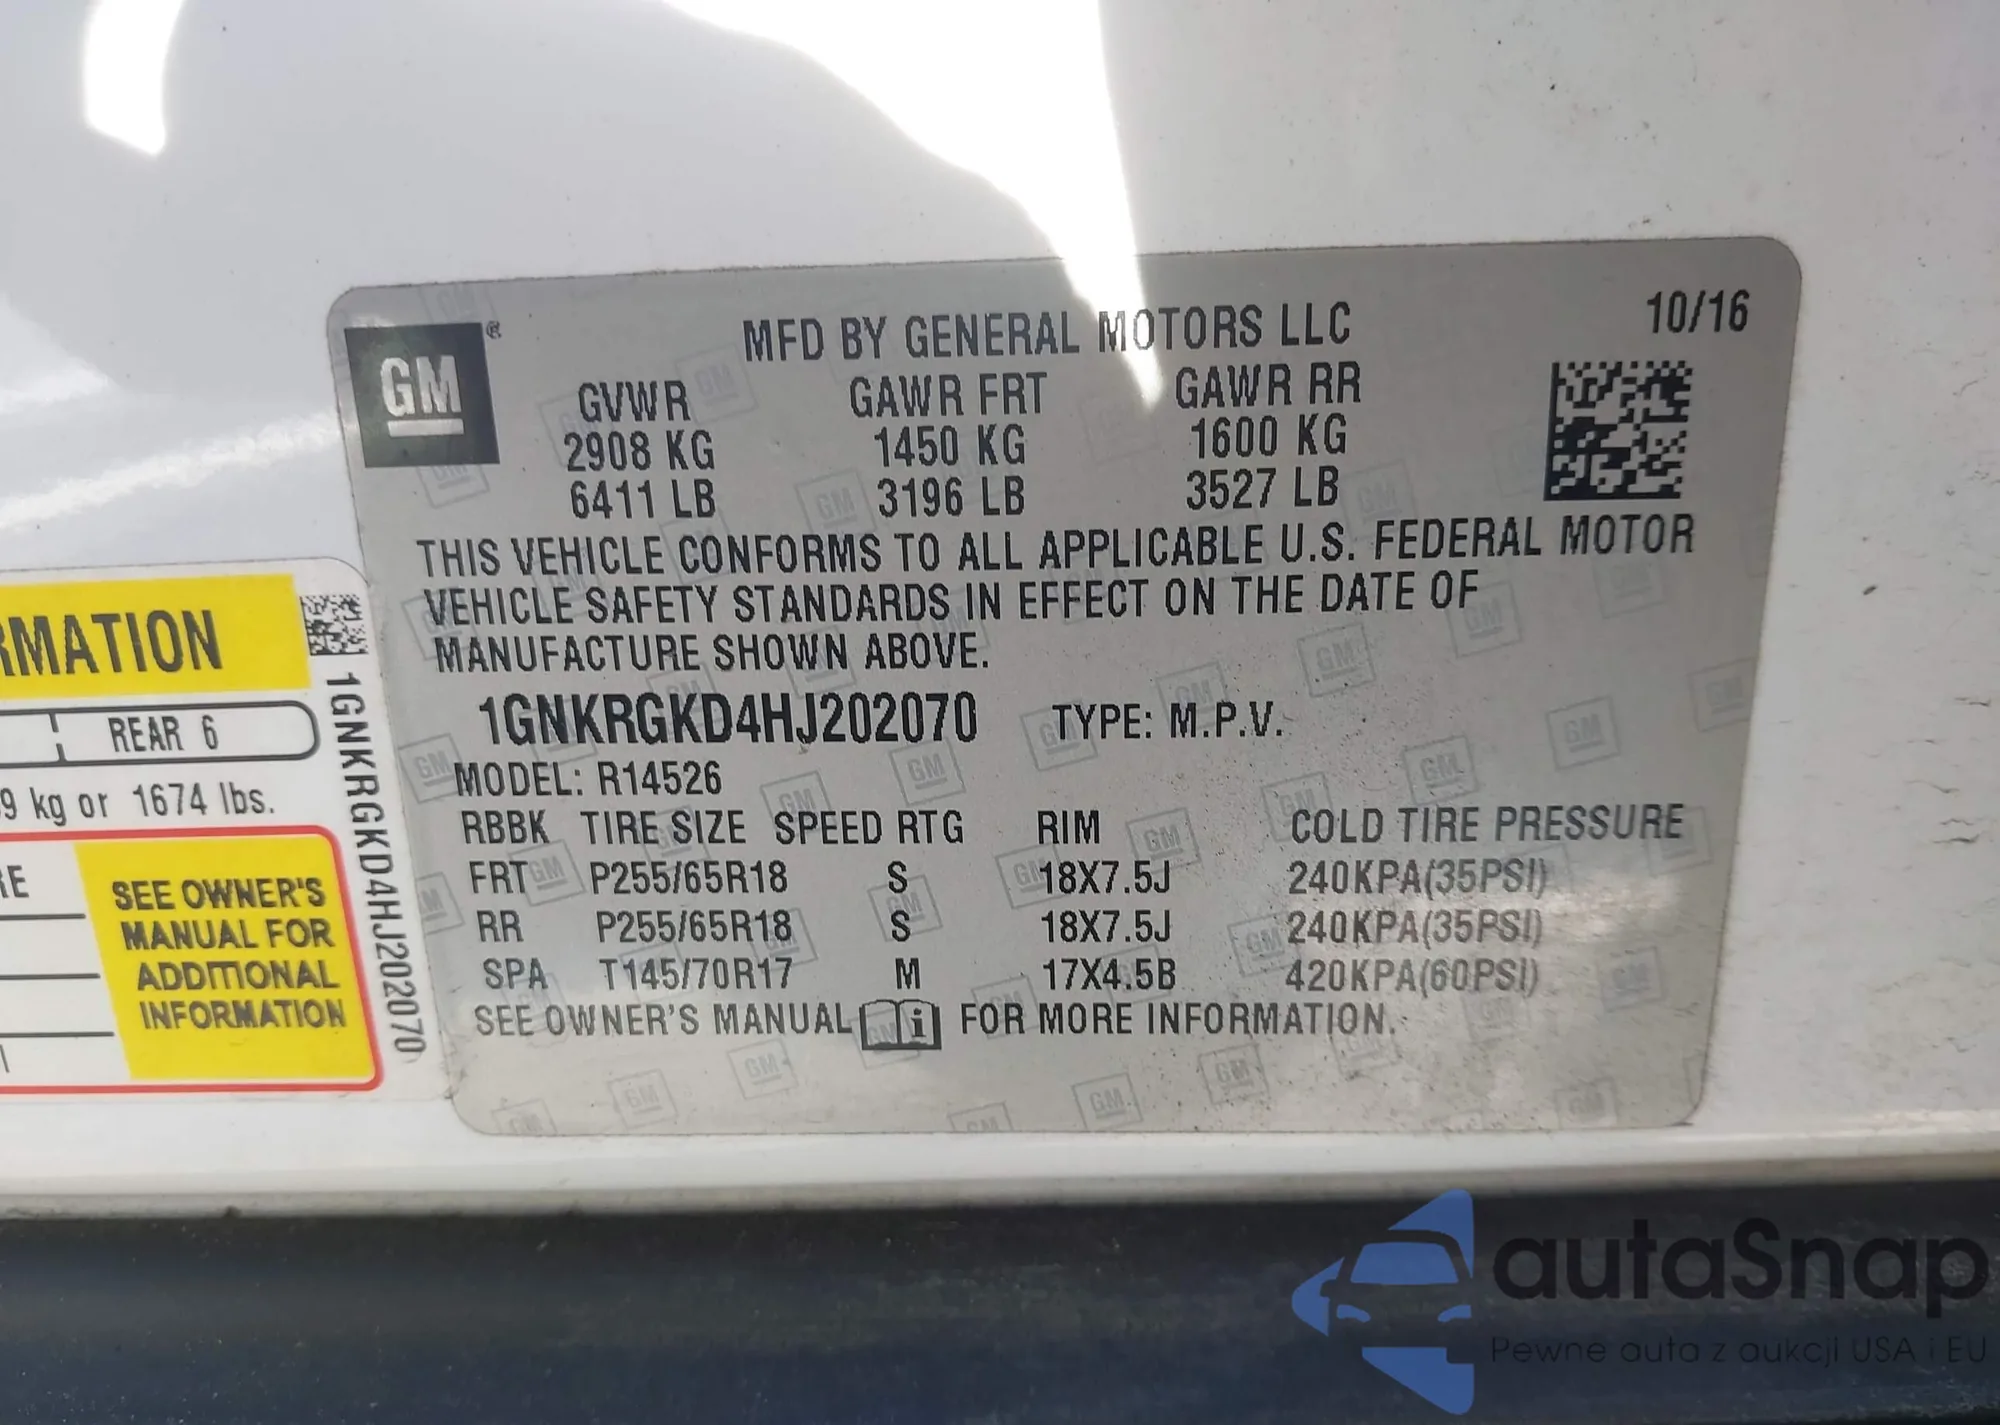 GM
®
MFD BY GENERAL MOTORS LLC
10/16
GVWR GAWR FRT GAWR RR
2908 KG 1450 KG 1600 KG
6411 LB 3196 LB 3527 LB
THIS VEHICLE CONFORMS TO ALL APPLICABLE U.S. FEDERAL MOTOR
VEHICLE SAFETY STANDARDS IN EFFECT ON THE DATE OF
MANUFACTURE SHOWN ABOVE.
1GNKRGKD4HJ202070 TYPE: M.P.V.
MODEL: R14526
RBBK TIRE SIZE SPEED RTG RIM COLD TIRE PRESSURE
FRT P255/65R18 S 18X7.5J 240KPA(35PSI)
RR P255/65R18 S 18X7.5J 240KPA(35PSI)
SPA T145/70R17 M 17X4.5B 420KPA(60PSI)
SEE OWNER'S MANUAL i FOR MORE INFORMATION.
RMATION
REAR 6
9 kg or 1674 lbs.
RE
SEE OWNER'S
MANUAL FOR
ADDITIONAL
INFORMATION
1GNKRGKD4HJ202070
autaSnap
Pewne auta z aukcji USA i EU